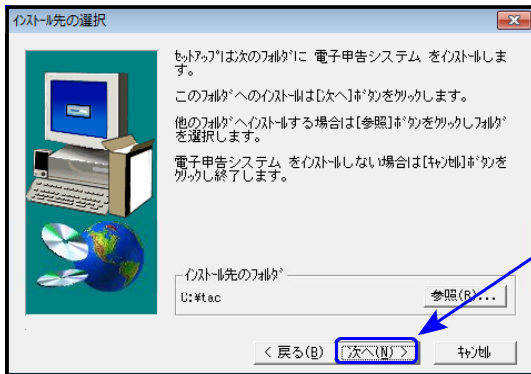 ｲﾝｽﾄｰﾙ先の選択
ｾｯﾄｱｯﾌﾟは次のﾌｫﾙﾀﾞに 電子申告システム をｲﾝｽﾄｰﾙしま
す。
このﾌｫﾙﾀﾞへのｲﾝｽﾄｰﾙは[次へ]ﾎﾞﾀﾝをｸﾘｯｸします。
他のﾌｫﾙﾀﾞへｲﾝｽﾄｰﾙする場合は[参照]ﾎﾞﾀﾝをｸﾘｯｸしﾌｫﾙﾀﾞ
を選択します。
電子申告システム をｲﾝｽﾄｰﾙしない場合は[ｷｬﾝｾﾙ]ﾎﾞﾀﾝを
ｸﾘｯｸし終了します。
ｲﾝｽﾄｰﾙ先のﾌｫﾙﾀﾞ
C:¥tac
参照(R)...
< 戻る(B)
次へ(N) >
ｷｬﾝｾﾙ